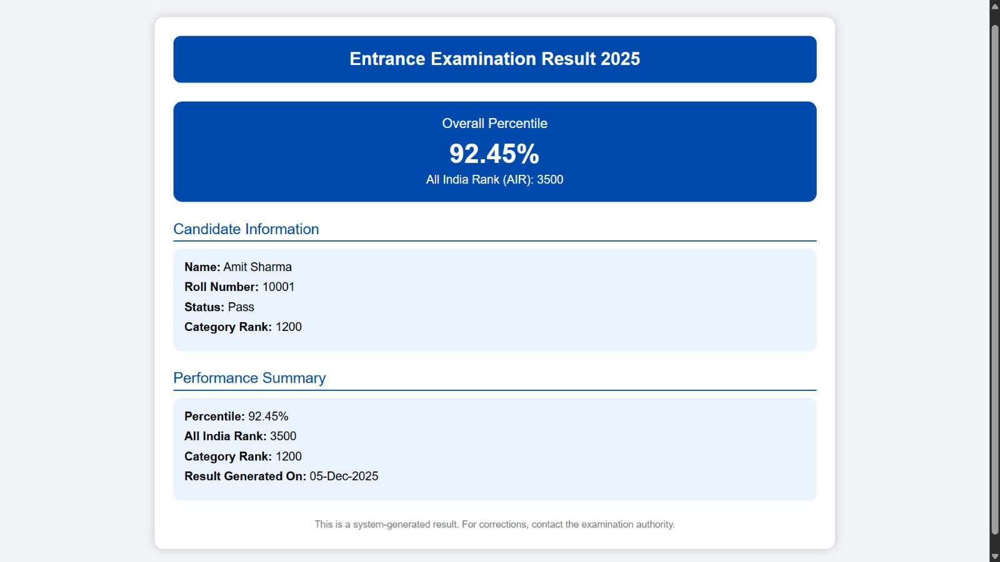 Entrance Examination Result 2025
Overall Percentile
92.45%
All India Rank (AIR): 3500
Candidate Information
Name: Amit Sharma
Roll Number: 10001
Status: Pass
Category Rank: 1200
Performance Summary
Percentile: 92.45%
All India Rank: 3500
Category Rank: 1200
Result Generated On: 05-Dec-2025
This is a system-generated result. For corrections, contact the examination authority.